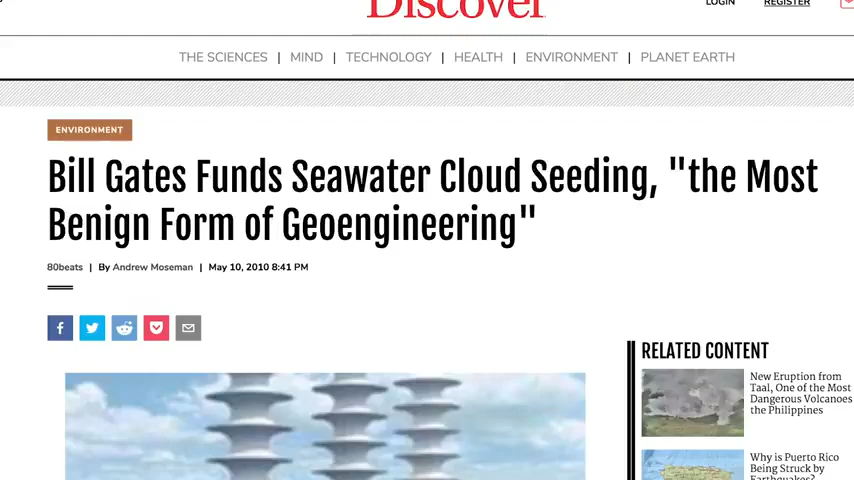 Discover
LOGIN
REGISTER
THE SCIENCES | MIND | TECHNOLOGY | HEALTH | ENVIRONMENT | PLANET EARTH
ENVIRONMENT
Bill Gates Funds Seawater Cloud Seeding, "the Most
Benign Form of Geoengineering"
80beats | By Andrew Moseman | May 10, 2010 8:41 PM
RELATED CONTENT
New Eruption from
Taal, One of the Most
Dangerous Volcanoes
the Philippines
Why is Puerto Rico
Being Struck by
Earthquakes?